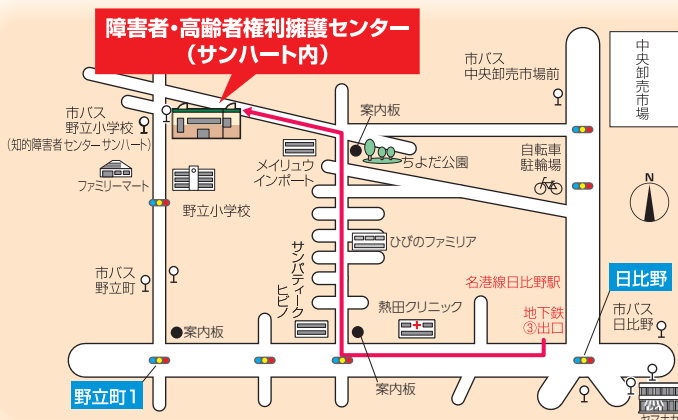 障害者・高齢者権利擁護センター
(サンハート内)
市バス
中央卸売市場前
中央卸売市場
市バス
野立小学校
(知的障害者センターサンハート)
案内板
メイリュウ
インポート
ちよだ公園
自転車
駐輪場
N
ファミリーマート
野立小学校
サンパティーク
ヒビノ
ひびのファミリア
市バス
野立町
名港線日比野駅
地下鉄
③出口
日比野
熱田クリニック
市バス
日比野
案内板
案内板
野立町1
ヤマナカ